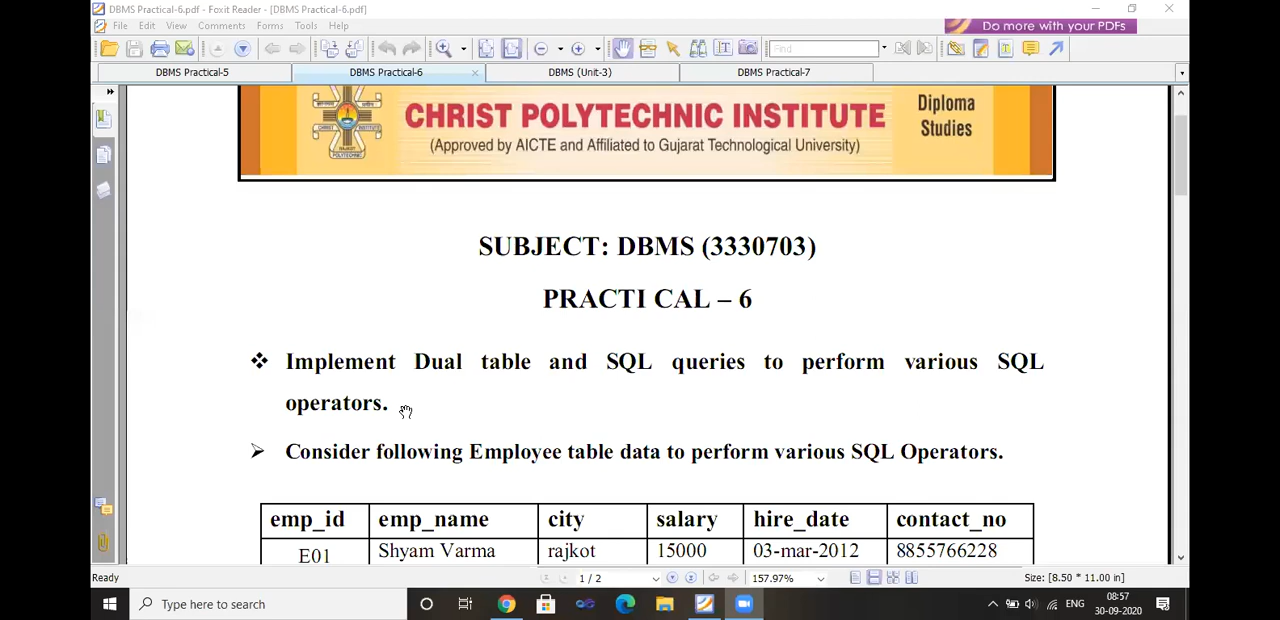 DBMS Practical-6.pdf - Foxit Reader - [DBMS Practical-6.pdf]
File Edit View Comments Forms Tools Help
Do more with your PDFs
Find
DBMS Practical-5 DBMS Practical-6 DBMS (Unit-3) DBMS Practical-7
CHRIST POLYTECHNIC INSTITUTE
(Approved by AICTE and Affiliated to Gujarat Technological University)
Diploma
Studies
SUBJECT: DBMS (3330703)
PRACTI CAL – 6
❖ Implement Dual table and SQL queries to perform various SQL
operators.
➢ Consider following Employee table data to perform various SQL Operators.
emp_id emp_name city salary hire_date contact_no
E01 Shyam Varma rajkot 15000 03-mar-2012 8855766228
Ready 1 / 2 157.97% Size: [8.50 * 11.00 in]
Type here to search ENG 08:57
30-09-2020